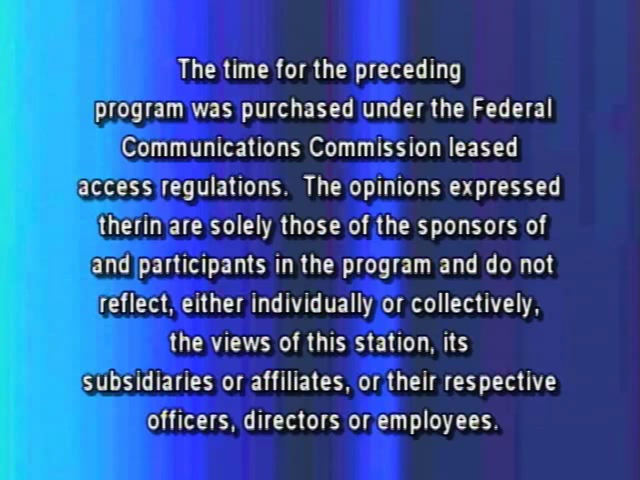 The time for the preceding
program was purchased under the Federal
Communications Commission leased
access regulations. The opinions expressed
therin are solely those of the sponsors of
and participants in the program and do not
reflect, either individually or collectively,
the views of this station, its
subsidiaries or affiliates, or their respective
officers, directors or employees.